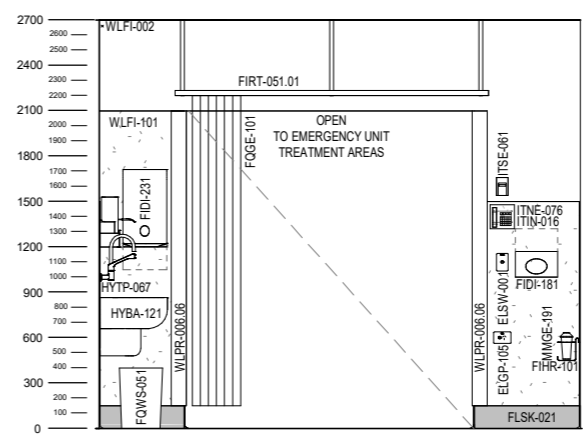 2700
2600
2400
2300
2200
2100
2000
1900
1800
1700
1600
1500
1400
1300
1200
1100
1000
900
800
700
600
500
400
300
200
100
0
WLFI-002
FIRT-051.01
WLFI-101
FQGE-101
OPEN
TO EMERGENCY UNIT
TREATMENT AREAS
ITSE-061
FIDI-231
ITNE-076
ITIN-016
HYTP-067
ELSW-001
FIDI-181
HYBA-121
WLPR-006.06
WLPR-006.06
ELGP-105
MMGE-191
FIHR-101
FQWS-051
FLSK-021